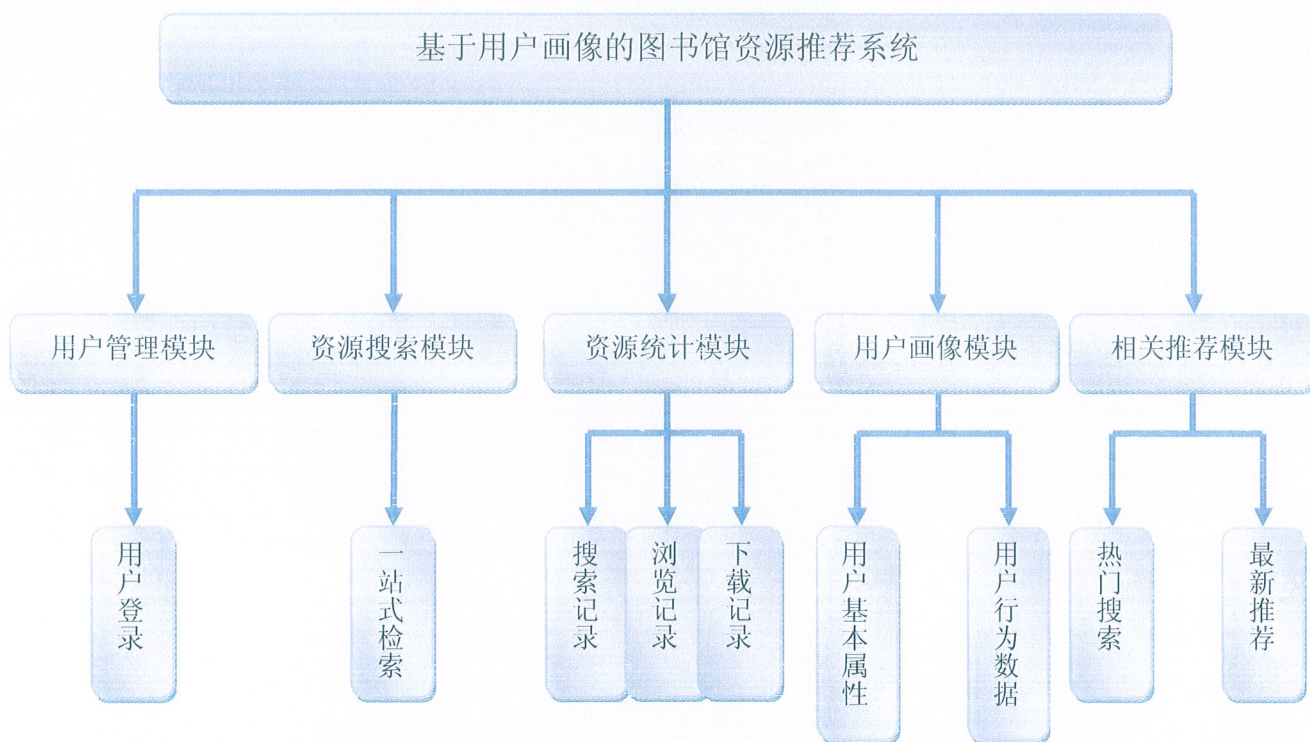 基于用户画像的图书馆资源推荐系统
用户管理模块
资源搜索模块
资源统计模块
用户画像模块
相关推荐模块
用户登录
一站式检索
搜索记录
浏览记录
下载记录
用户基本属性
用户行为数据
热门搜索
最新推荐